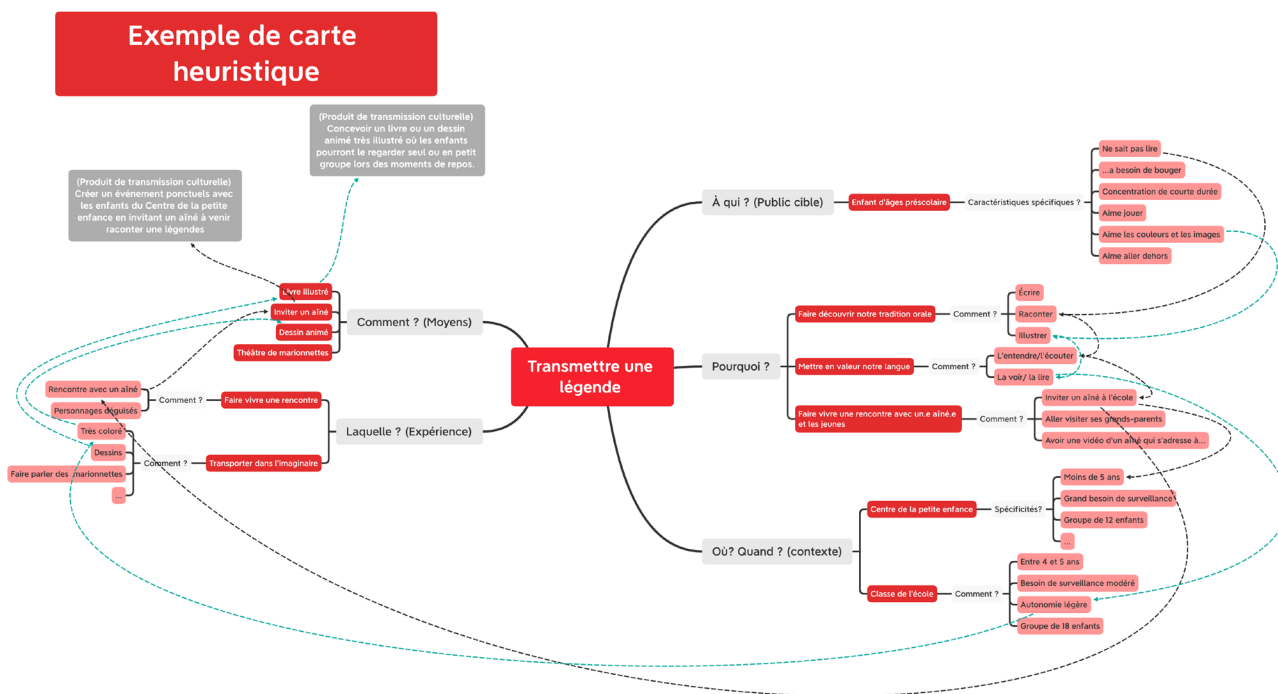 Exemple de carte
heuristique
(Produit de transmission culturelle)
Concevoir un livre ou un dessin
animé très illustré où les enfants
pourront le regarder seul ou en petit
groupe lors des moments de repos.
(Produit de transmission culturelle)
Créer un événement ponctuels avec
les enfants du Centre de la petite
enfance en invitant un aîné à venir
raconter une légendes
Transmettre une
légende
À qui ? (Public cible)
Enfant d'âges préscolaire
Caractéristiques spécifiques ?
Ne sait pas lire
...a besoin de bouger
Concentration de courte durée
Aime jouer
Aime les couleurs et les images
Aime aller dehors
Pourquoi ?
Faire découvrir notre tradition orale
Comment ?
Écrire
Raconter
Illustrer
Mettre en valeur notre langue
Comment ?
L'entendre/l'écouter
La voir/ la lire
Faire vivre une rencontre avec un.e aîné.e
et les jeunes
Comment ?
Inviter un aîné à l'école
Aller visiter ses grands-parents
Avoir une vidéo d'un aîné qui s'adresse à...
Où? Quand ? (contexte)
Centre de la petite enfance
Spécificités?
Moins de 5 ans
Grand besoin de surveillance
Groupe de 12 enfants
...
Classe de l'école
Comment ?
Entre 4 et 5 ans
Besoin de surveillance modéré
Autonomie légère
Groupe de 18 enfants
Comment ? (Moyens)
Livre illustré
Inviter un aîné
Dessin animé
Théâtre de marionnettes
Laquelle ? (Expérience)
Faire vivre une rencontre
Comment ?
Rencontre avec un aîné
Personnages déguisés
Transporter dans l'imaginaire
Comment ?
Très coloré
Dessins
Faire parler des marionnettes
...